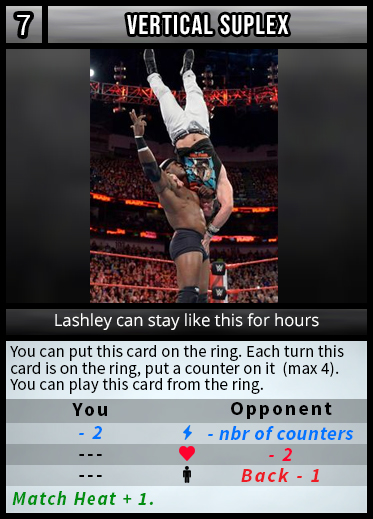 7
VERTICAL SUPLEX
Lashley can stay like this for hours
You can put this card on the ring. Each turn this
card is on the ring, put a counter on it (max 4).
You can play this card from the ring.
You Opponent
- 2 - nbr of counters
--- - 2
--- Back - 1
Match Heat + 1.